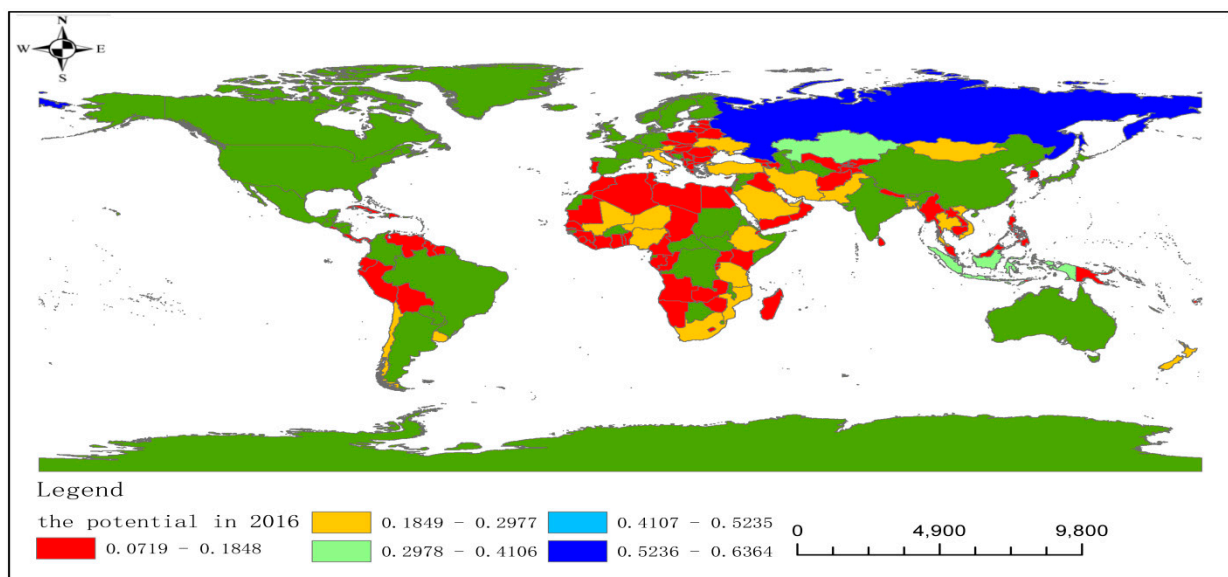 N
W E
S
Legend
the potential in 2016
0.0719 - 0.1848
0.1849 - 0.2977
0.2978 - 0.4106
0.4107 - 0.5235
0.5236 - 0.6364
0 4,900 9,800